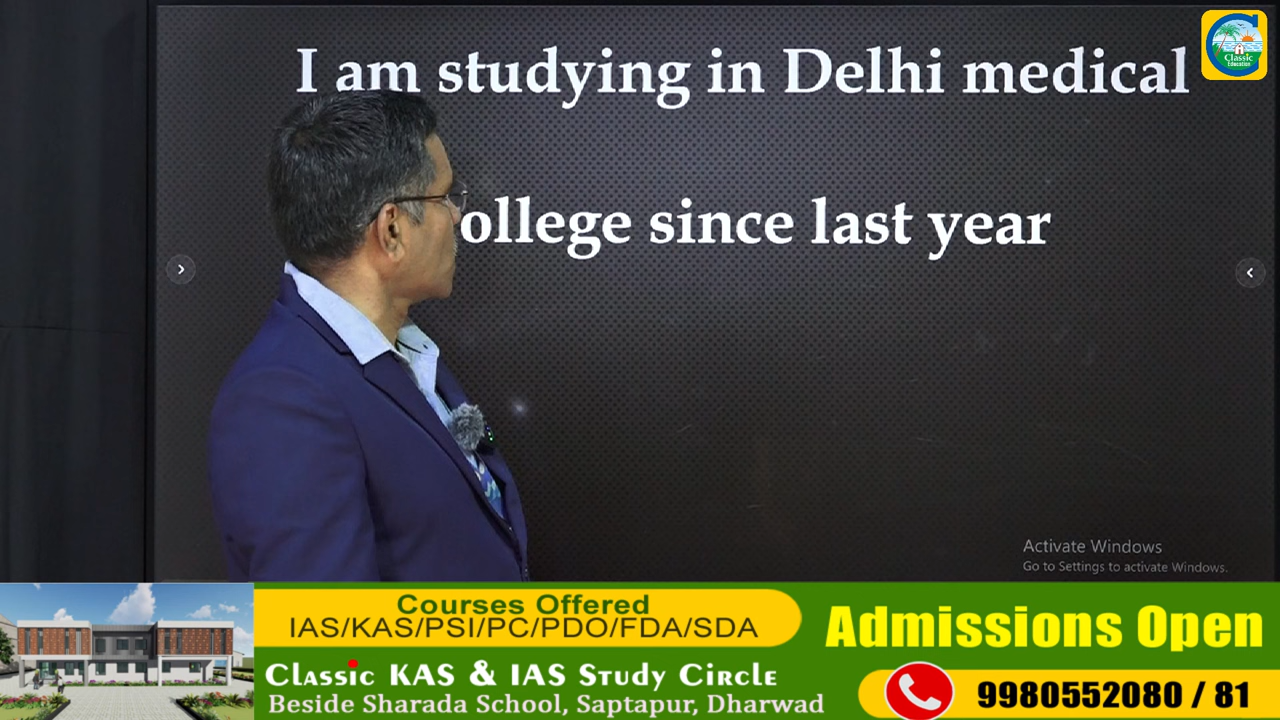 I am studying in Delhi medical
ollege since last year
Classic
Education
Activate Windows
Go to Settings to activate Windows.
Courses Offered
IAS/KAS/PSI/PC/PDO/FDA/SDA
Classic KAS & IAS Study Circle
Beside Sharada School, Saptapur, Dharwad
Admissions Open
9980552080 / 81